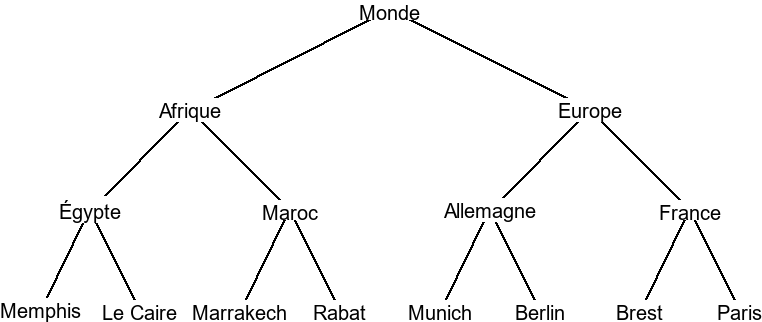 Monde
Afrique Europe
Égypte Maroc Allemagne France
Memphis Le Caire Marrakech Rabat Munich Berlin Brest Paris